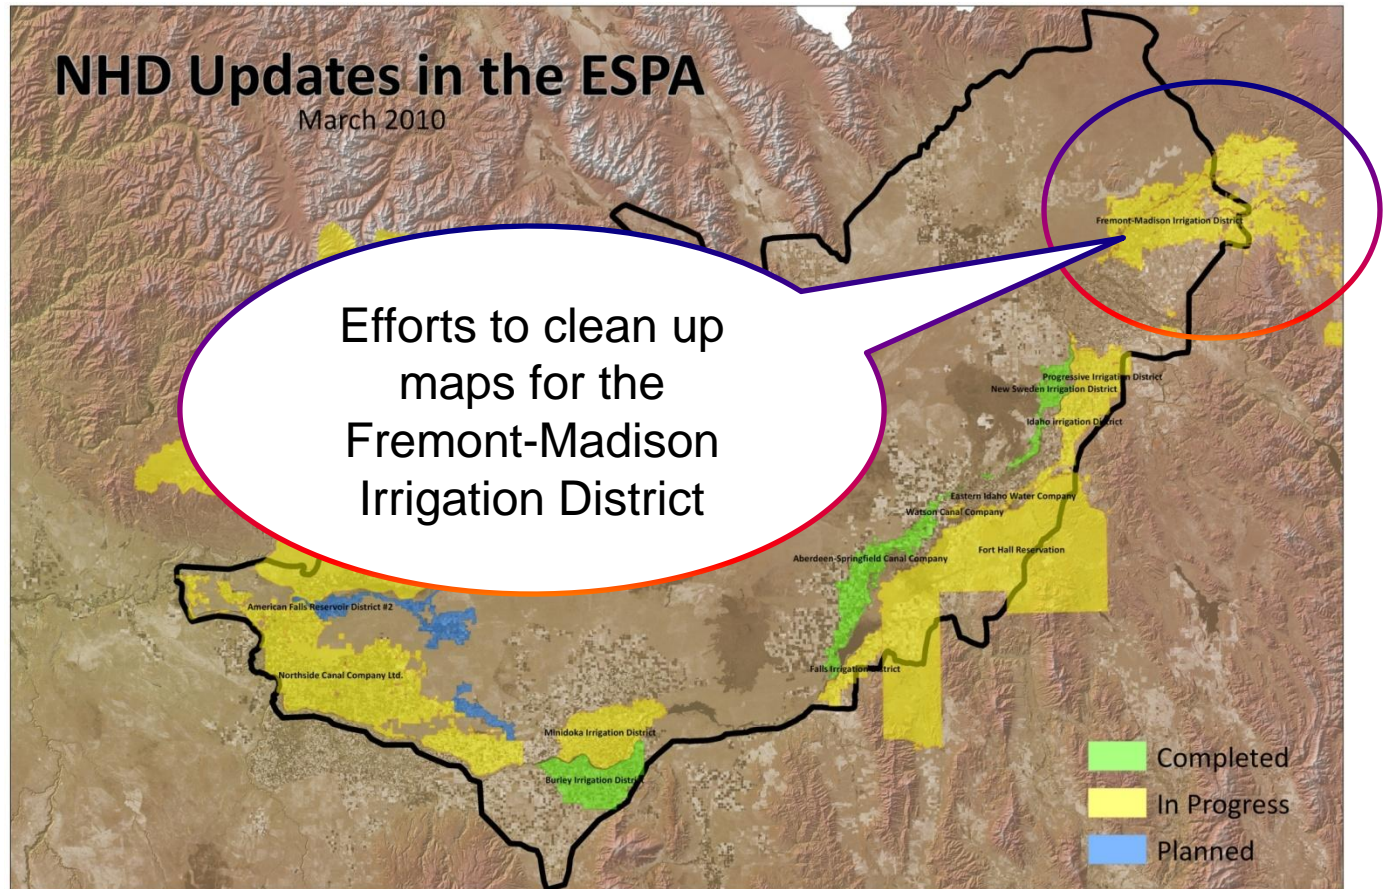 NHD Updates in the ESPA
March 2010
Fremont-Madison Irrigation District
Efforts to clean up
maps for the
Fremont-Madison
Irrigation District
Progressive Irrigation District
New Sweden Irrigation District
Idaho irrigation District
Eastern Idaho Water Company
Watson Canal Company
Fort Hall Reservation
Aberdeen-Springfield Canal Company
American Falls Reservoir District #2
Falls Irrigation District
Northside Canal Company Ltd.
Minidoka Irrigation District
Burley Irrigation District
Completed
In Progress
Planned